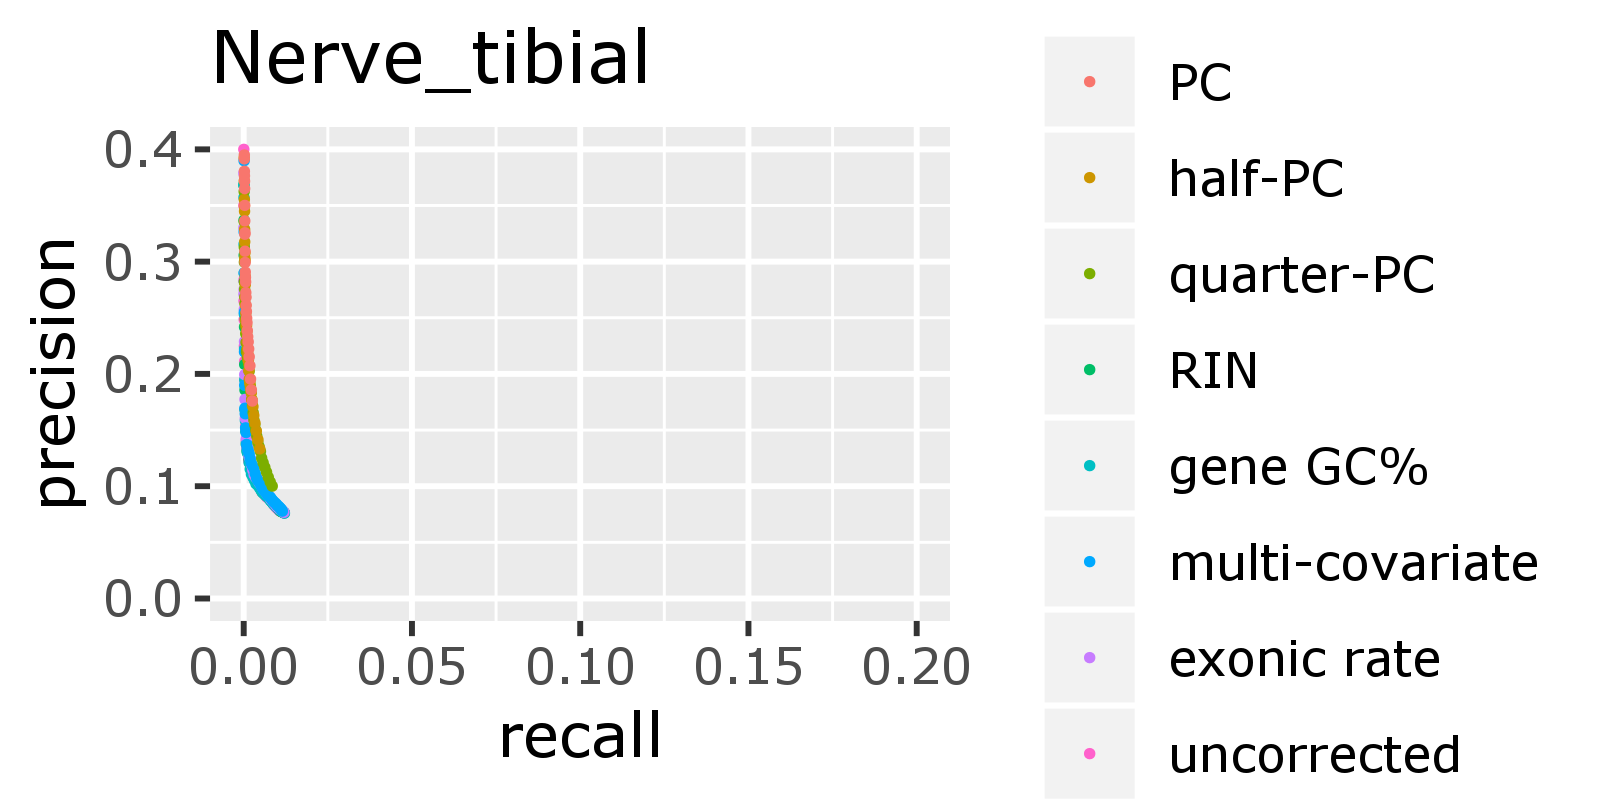 Nerve_tibial
precision
0.4
0.3
0.2
0.1
0.0
0.00 0.05 0.10 0.15 0.20
recall
PC
half-PC
quarter-PC
RIN
gene GC%
multi-covariate
exonic rate
uncorrected